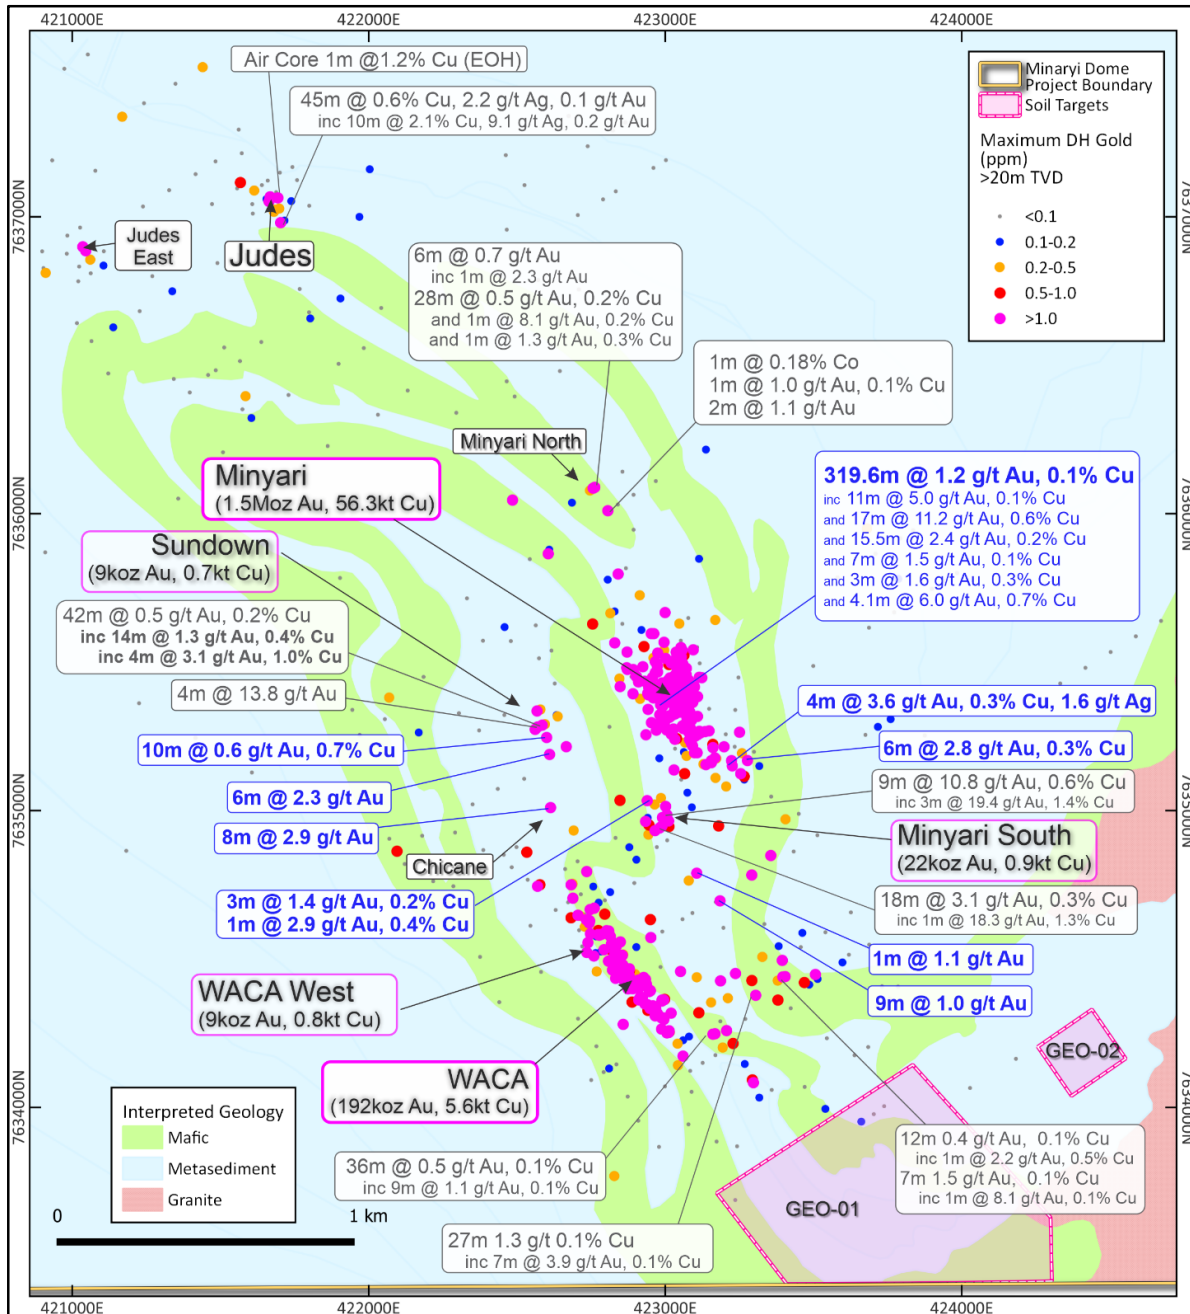 421000E
422000E
423000E
424000E
Air Core 1m @1.2% Cu (EOH)
45m @ 0.6% Cu, 2.2 g/t Ag, 0.1 g/t Au
inc 10m @ 2.1% Cu, 9.1 g/t Ag, 0.2 g/t Au
Minaryi Dome
Project Boundary
Soil Targets
Maximum DH Gold
(ppm)
>20m TVD
<0.1
0.1-0.2
0.2-0.5
0.5-1.0
>1.0
7637000N
7637000N
Judes
East
Judes
6m @ 0.7 g/t Au
inc 1m @ 2.3 g/t Au
28m @ 0.5 g/t Au, 0.2% Cu
and 1m @ 8.1 g/t Au, 0.2% Cu
and 1m @ 1.3 g/t Au, 0.3% Cu
1m @ 0.18% Co
1m @ 1.0 g/t Au, 0.1% Cu
2m @ 1.1 g/t Au
Minyari North
Minyari
(1.5Moz Au, 56.3kt Cu)
319.6m @ 1.2 g/t Au, 0.1% Cu
inc 11m @ 5.0 g/t Au, 0.1% Cu
and 17m @ 11.2 g/t Au, 0.6% Cu
and 15.5m @ 2.4 g/t Au, 0.2% Cu
and 7m @ 1.5 g/t Au, 0.1% Cu
and 3m @ 1.6 g/t Au, 0.3% Cu
and 4.1m @ 6.0 g/t Au, 0.7% Cu
7636000N
7636000N
Sundown
(9koz Au, 0.7kt Cu)
42m @ 0.5 g/t Au, 0.2% Cu
inc 14m @ 1.3 g/t Au, 0.4% Cu
inc 4m @ 3.1 g/t Au, 1.0% Cu
4m @ 13.8 g/t Au
4m @ 3.6 g/t Au, 0.3% Cu, 1.6 g/t Ag
10m @ 0.6 g/t Au, 0.7% Cu
6m @ 2.8 g/t Au, 0.3% Cu
6m @ 2.3 g/t Au
9m @ 10.8 g/t Au, 0.6% Cu
inc 3m @ 19.4 g/t Au, 1.4% Cu
7635000N
7635000N
8m @ 2.9 g/t Au
Minyari South
(22koz Au, 0.9kt Cu)
Chicane
3m @ 1.4 g/t Au, 0.2% Cu
1m @ 2.9 g/t Au, 0.4% Cu
18m @ 3.1 g/t Au, 0.3% Cu
inc 1m @ 18.3 g/t Au, 1.3% Cu
1m @ 1.1 g/t Au
WACA West
(9koz Au, 0.8kt Cu)
9m @ 1.0 g/t Au
WACA
(192koz Au, 5.6kt Cu)
GEO-02
7634000N
7634000N
Interpreted Geology
Mafic
Metasediment
Granite
36m @ 0.5 g/t Au, 0.1% Cu
inc 9m @ 1.1 g/t Au, 0.1% Cu
12m 0.4 g/t Au, 0.1% Cu
inc 1m @ 2.2 g/t Au, 0.5% Cu
7m 1.5 g/t Au, 0.1% Cu
inc 1m @ 8.1 g/t Au, 0.1% Cu
GEO-01
0
1 km
27m 1.3 g/t 0.1% Cu
inc 7m @ 3.9 g/t Au, 0.1% Cu
421000E
422000E
423000E
424000E